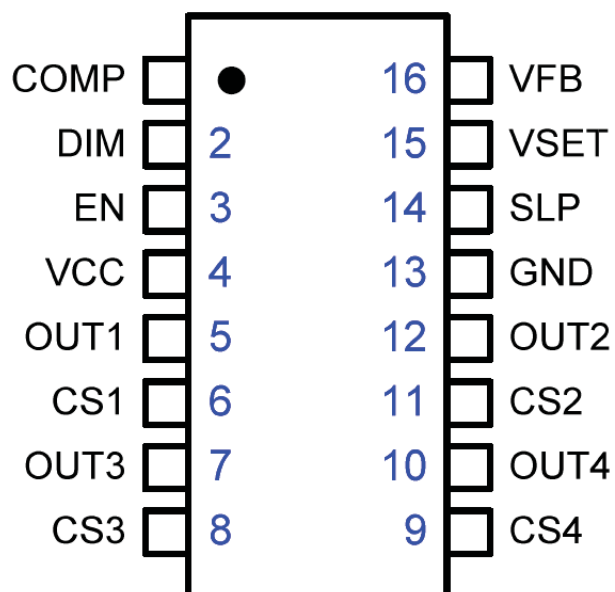 COMP 16 VFB
DIM 2 15 VSET
EN 3 14 SLP
VCC 4 13 GND
OUT1 5 12 OUT2
CS1 6 11 CS2
OUT3 7 10 OUT4
CS3 8 9 CS4